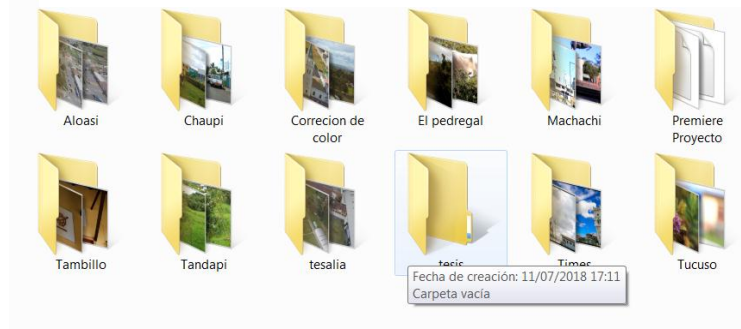 Aloasi
Chaupi
Correcion de
color
El pedregal
Machachi
Premiere
Proyecto
Tambillo
Tandapi
tesalia
tesis
Times
Tucuso
Fecha de creación: 11/07/2018 17:11
Carpeta vacía